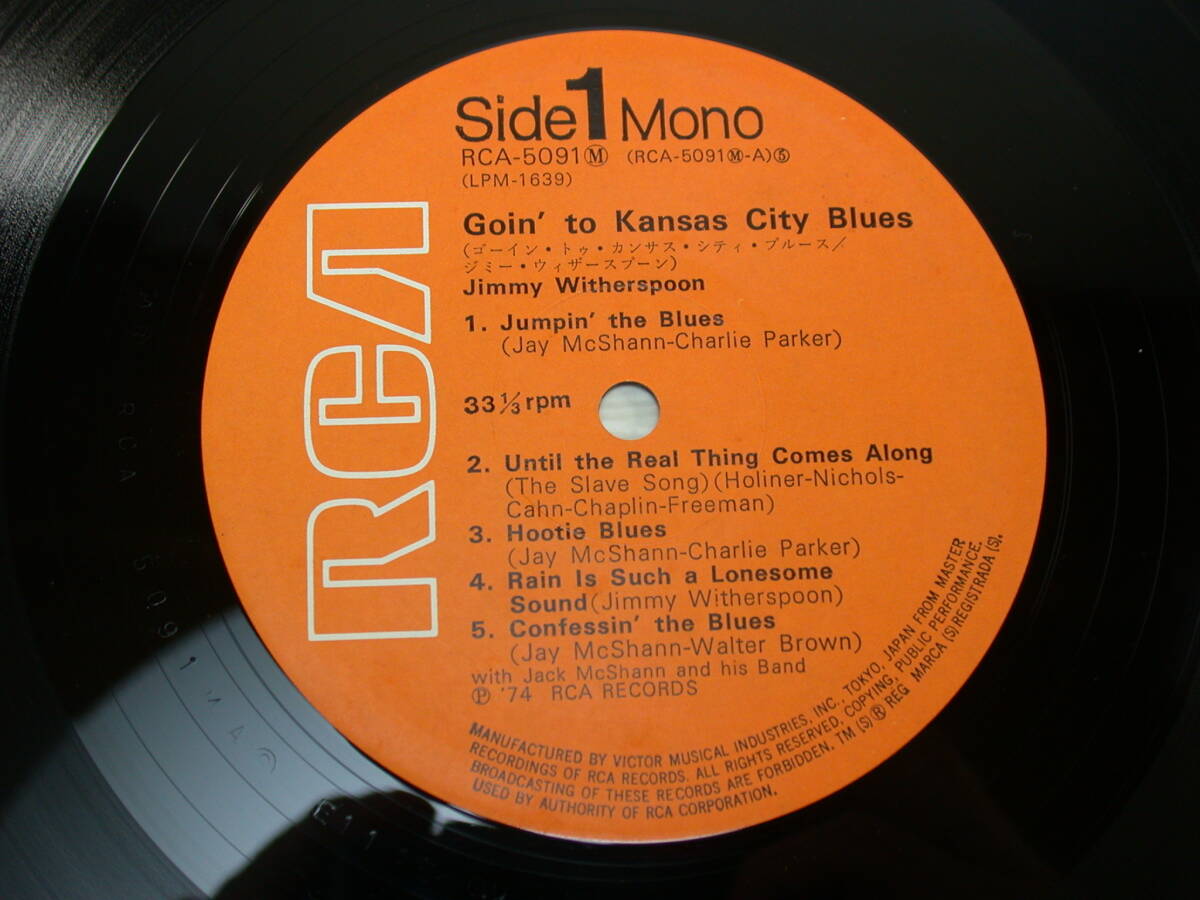 Side 1 Mono
RCA-5091Ⓜ (RCA-5091Ⓜ-A)⑤
(LPM-1639)
Goin' to Kansas City Blues
(ゴーイン・トゥ・カンサス・シティ・ブルース/
ジミー・ウィザースプーン)
Jimmy Witherspoon
1. Jumpin' the Blues
(Jay McShann-Charlie Parker)
33 1/3 rpm
2. Until the Real Thing Comes Along
(The Slave Song)(Holiner-Nichols-
Cahn-Chaplin-Freeman)
3. Hootie Blues
(Jay McShann-Charlie Parker)
4. Rain Is Such a Lonesome
Sound(Jimmy Witherspoon)
5. Confessin' the Blues
(Jay McShann-Walter Brown)
with Jack McShann and his Band
Ⓟ '74 RCA RECORDS
RCA
MANUFACTURED BY VICTOR MUSICAL INDUSTRIES, INC., TOKYO, JAPAN FROM MASTER
RECORDINGS OF RCA RECORDS. ALL RIGHTS RESERVED, COPYING, PUBLIC PERFORMANCE,
BROADCASTING OF THESE RECORDS ARE FORBIDDEN. TM (S) ® REG MARCA (S) REGISTRADA (S).
USED BY AUTHORITY OF RCA CORPORATION.